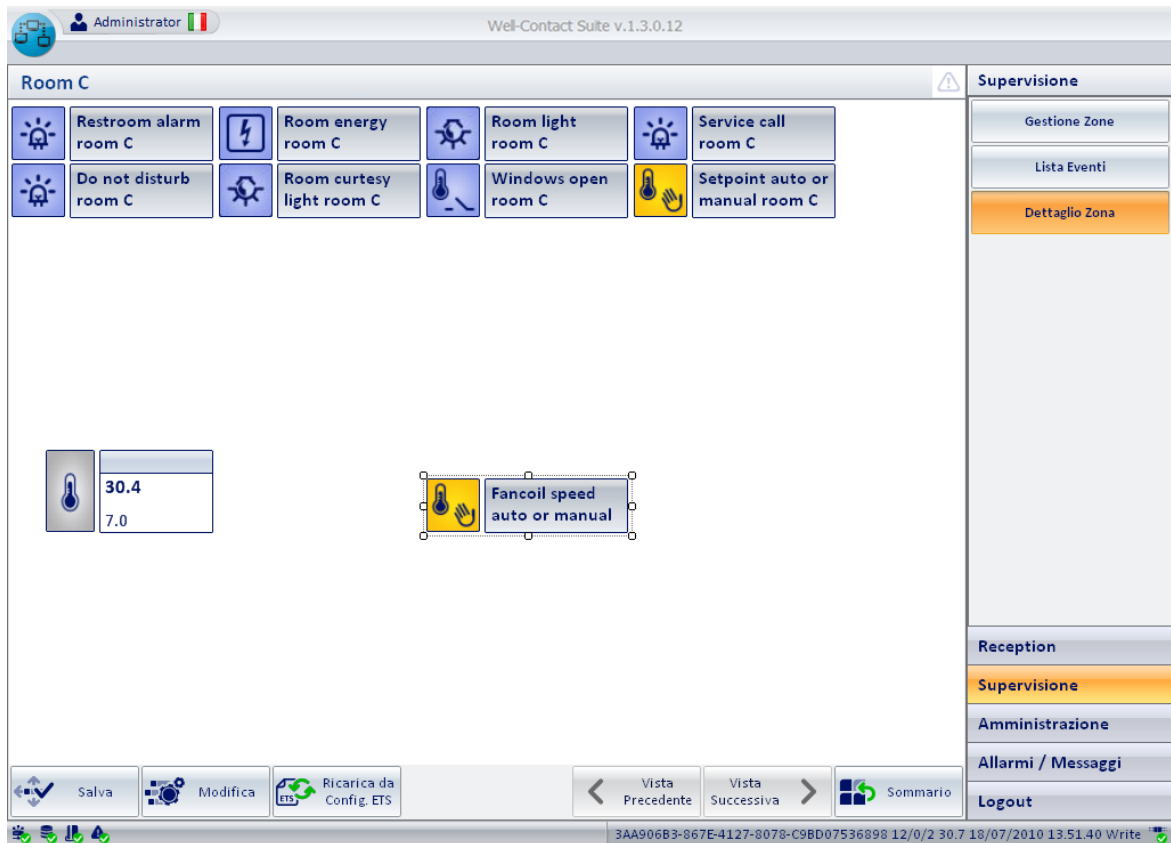 Administrator
Well-Contact Suite v.1.3.0.12
Room C
Supervisione
Restroom alarm
room C
Room energy
room C
Room light
room C
Service call
room C
Do not disturb
room C
Room curtesy
light room C
Windows open
room C
Setpoint auto or
manual room C
Gestione Zone
Lista Eventi
Dettaglio Zona
30.4
7.0
Fancoil speed
auto or manual
Reception
Supervisione
Amministrazione
Allarmi / Messaggi
Logout
Salva
Modifica
ETS
Ricarica da
Config. ETS
Vista
Precedente
Vista
Successiva
Sommario
3AA906B3-867E-4127-8078-C9BD07536898 12/0/2 30.7 18/07/2010 13.51.40 Write